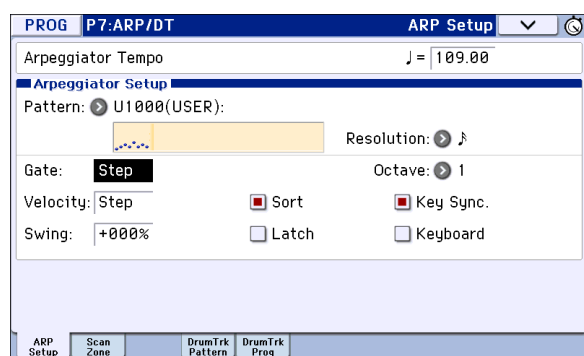 PROG P7:ARP/DT ARP Setup
Arpeggiator Tempo ♩= 109.00
Arpeggiator Setup
Pattern: U1000(USER):
Resolution: ♪
Gate: Step Octave: 1
Velocity: Step Sort Key Sync.
Swing: +000% Latch Keyboard
ARP Setup Scan Zone DrumTrk Pattern DrumTrk Prog